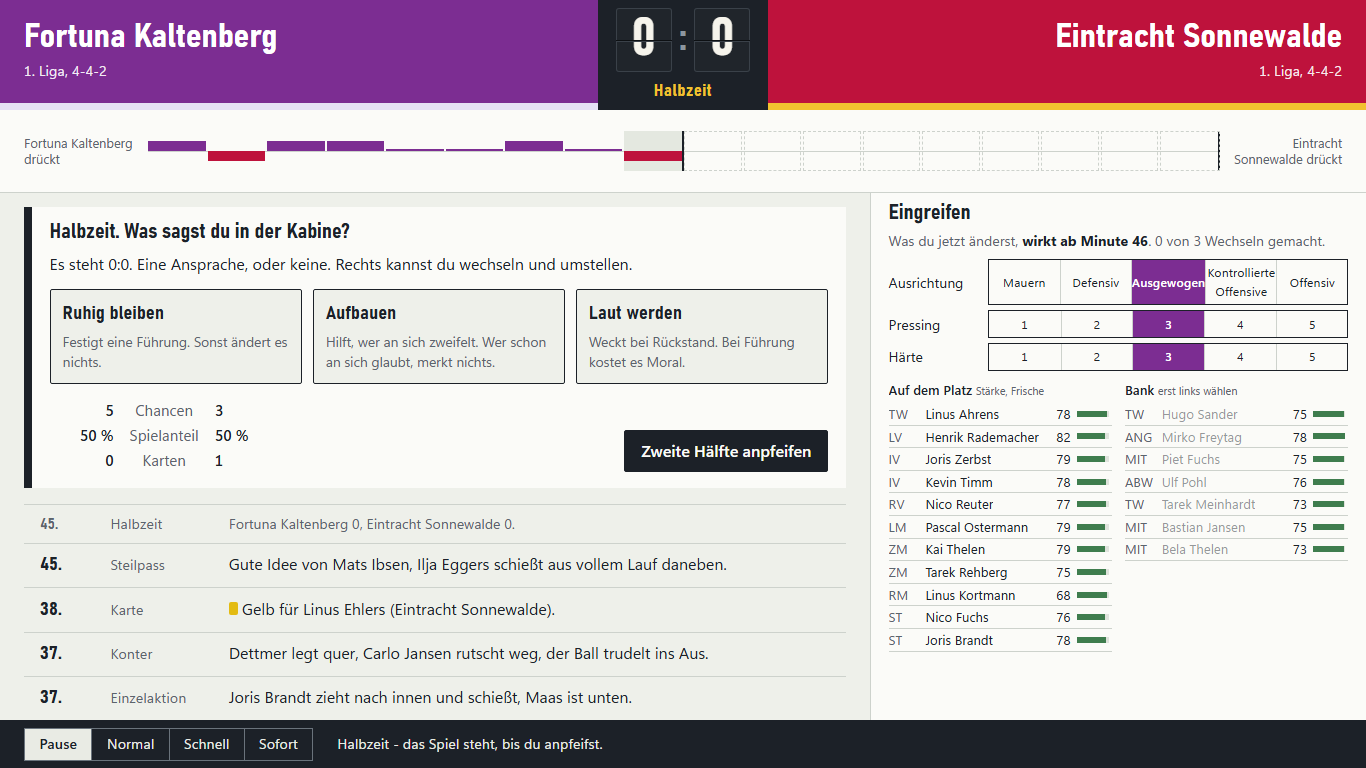 Fortuna Kaltenberg
1. Liga, 4-4-2
0 : 0
Halbzeit
Eintracht Sonnewalde
1. Liga, 4-4-2
Fortuna Kaltenberg
drückt
Eintracht
Sonnewalde drückt
Halbzeit. Was sagst du in der Kabine?
Es steht 0:0. Eine Ansprache, oder keine. Rechts kannst du wechseln und umstellen.
Ruhig bleiben
Festigt eine Führung. Sonst ändert es
nichts.
Aufbauen
Hilft, wer an sich zweifelt. Wer schon
an sich glaubt, merkt nichts.
Laut werden
Weckt bei Rückstand. Bei Führung
kostet es Moral.
5 Chancen 3
50 % Spielanteil 50 %
0 Karten 1
Zweite Hälfte anpfeifen
45. Halbzeit Fortuna Kaltenberg 0, Eintracht Sonnewalde 0.
45. Steilpass Gute Idee von Mats Ibsen, Ilja Eggers schießt aus vollem Lauf daneben.
38. Karte Gelb für Linus Ehlers (Eintracht Sonnewalde).
37. Konter Dettmer legt quer, Carlo Jansen rutscht weg, der Ball trudelt ins Aus.
37. Einzelaktion Joris Brandt zieht nach innen und schießt, Maas ist unten.
Eingreifen
Was du jetzt änderst, wirkt ab Minute 46. 0 von 3 Wechseln gemacht.
Ausrichtung Mauern Defensiv Ausgewogen Kontrollierte Offensive Offensiv
Pressing 1 2 3 4 5
Härte 1 2 3 4 5
Auf dem Platz Stärke, Frische
TW Linus Ahrens 78
LV Henrik Rademacher 82
IV Joris Zerbst 79
IV Kevin Timm 78
RV Nico Reuter 77
LM Pascal Ostermann 79
ZM Kai Thelen 79
ZM Tarek Rehberg 75
RM Linus Kortmann 68
ST Nico Fuchs 76
ST Joris Brandt 78
Bank erst links wählen
TW Hugo Sander 75
ANG Mirko Freytag 78
MIT Piet Fuchs 75
ABW Ulf Pohl 76
TW Tarek Meinhardt 73
MIT Bastian Jansen 75
MIT Bela Thelen 73
Pause Normal Schnell Sofort Halbzeit - das Spiel steht, bis du anpfeifst.